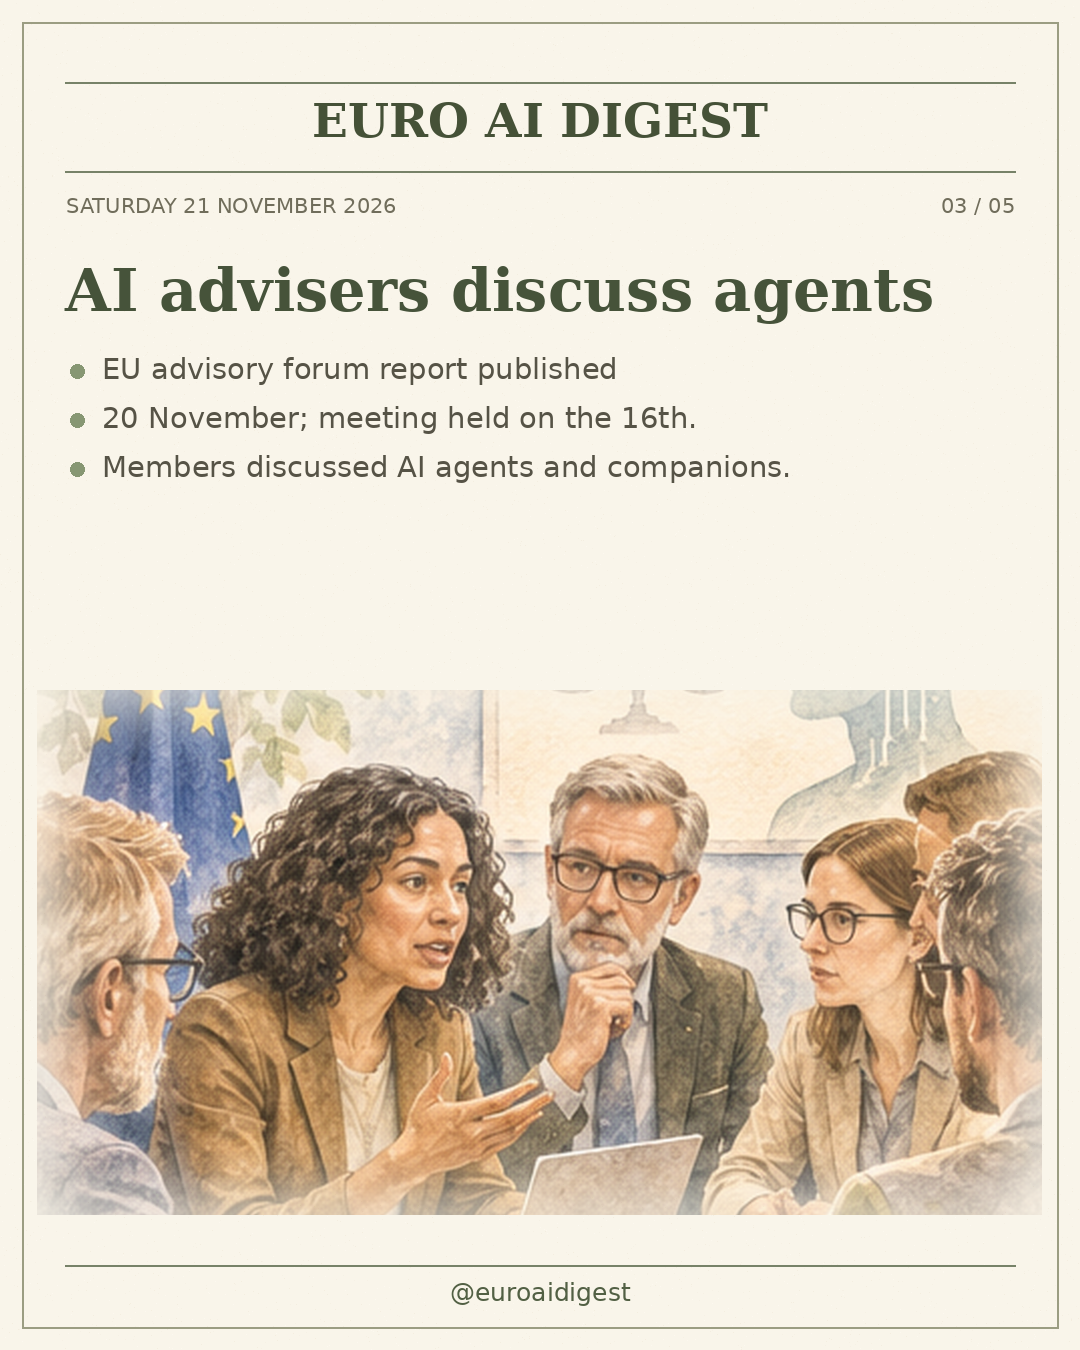 EURO AI DIGEST
SATURDAY 21 NOVEMBER 2026
03 / 05
AI advisers discuss agents
EU advisory forum report published
20 November; meeting held on the 16th.
Members discussed AI agents and companions.
@euroaidigest